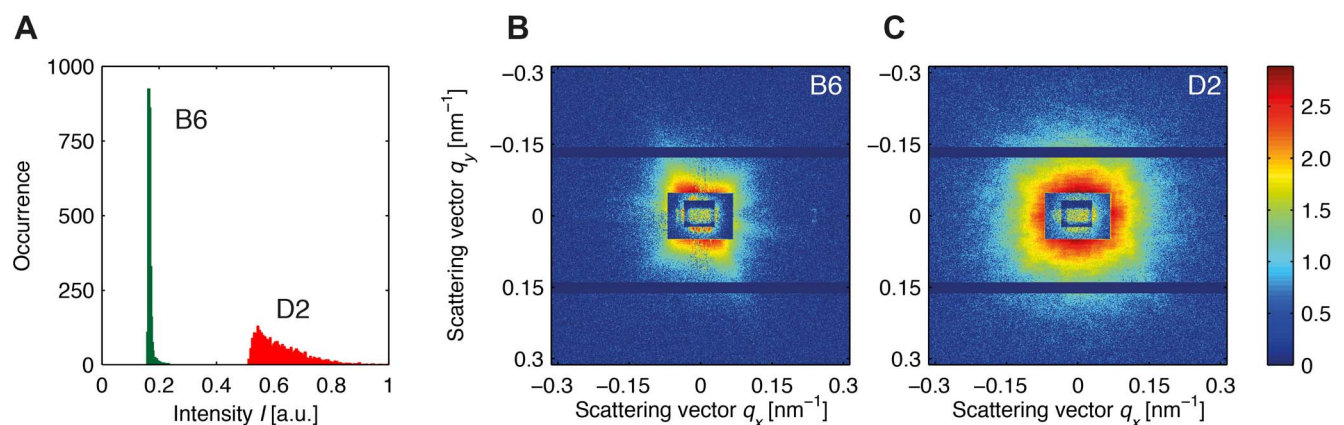 A
1000
750
500
250
0
Occurrence
B6
D2
0 0.2 0.4 0.6 0.8 1
Intensity I [a.u.]
B
B6
−0.3
−0.15
0
0.15
0.3
Scattering vector q_y [nm⁻¹]
−0.3 −0.15 0 0.15 0.3
Scattering vector q_x [nm⁻¹]
C
D2
−0.3
−0.15
0
0.15
0.3
−0.3 −0.15 0 0.15 0.3
Scattering vector q_x [nm⁻¹]
2.5
2.0
1.5
1.0
0.5
0